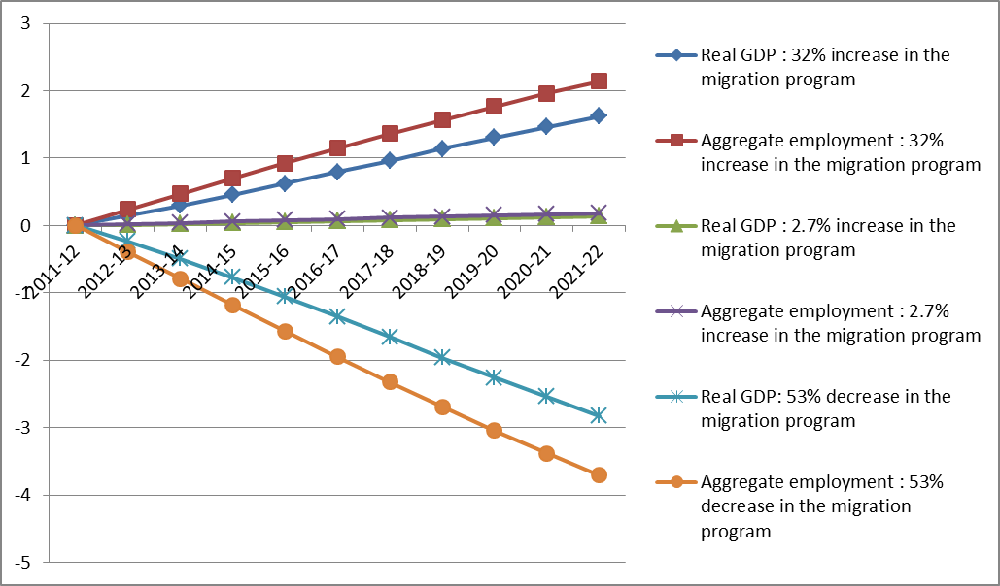 3
2
1
0
-1
-2
-3
-4
-5
2011-12
2012-13
2013-14
2014-15
2015-16
2016-17
2017-18
2018-19
2019-20
2020-21
2021-22
Real GDP : 32% increase in the
migration program
Aggregate employment : 32%
increase in the migration program
Real GDP : 2.7% increase in the
migration program
Aggregate employment : 2.7%
increase in the migration program
Real GDP: 53% decrease in the
migration program
Aggregate employment : 53%
decrease in the migration
program